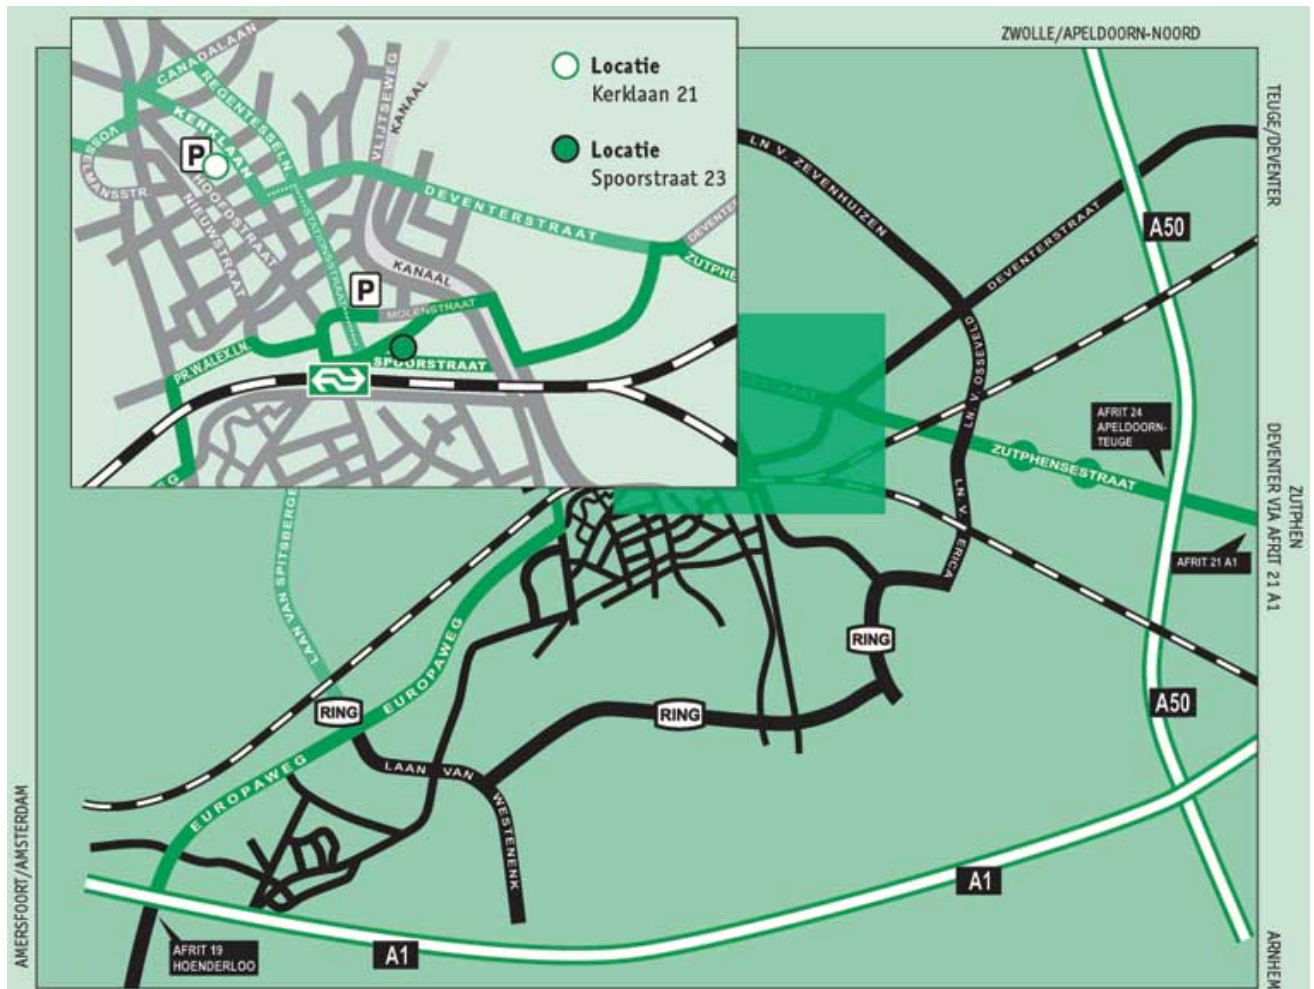 ZWOLLE/APELDOORN-NOORD
CANADALAAN
REGENTESSELN.
KERKLAAN
VOSSELMANSSTR.
P
HOOFDSTRAAT
NIEUWSTRAAT
STATIONSSTRAAT
VLIJTSEWEG
KANAAL
Locatie
Kerklaan 21
Locatie
Spoorstraat 23
DEVENTERSTRAAT
KANAAL
P
MOLENSTRAAT
SPOORSTRAAT
PR.W.ALEX.LN.
LN V. ZEVENHUIZEN
DEVENTERSTRAAT
A50
TEUGE/DEVENTER
LN. V. OSSEVELD
AFRIT 24
APELDOORN-
TEUGE
ZUTPHENSESTRAAT
LN. V. ERICA
AFRIT 21 A1
ZUTPHEN
DEVENTER VIA AFRIT 21 A1
LAAN VAN SPITSBERGE
EUROPAWEG
RING
RING
RING
A50
LAAN VAN
WESTENENK
EUROPAWEG
A1
A1
AFRIT 19
HOENDERLOO
AMERSFOORT/AMSTERDAM
ARNHEM